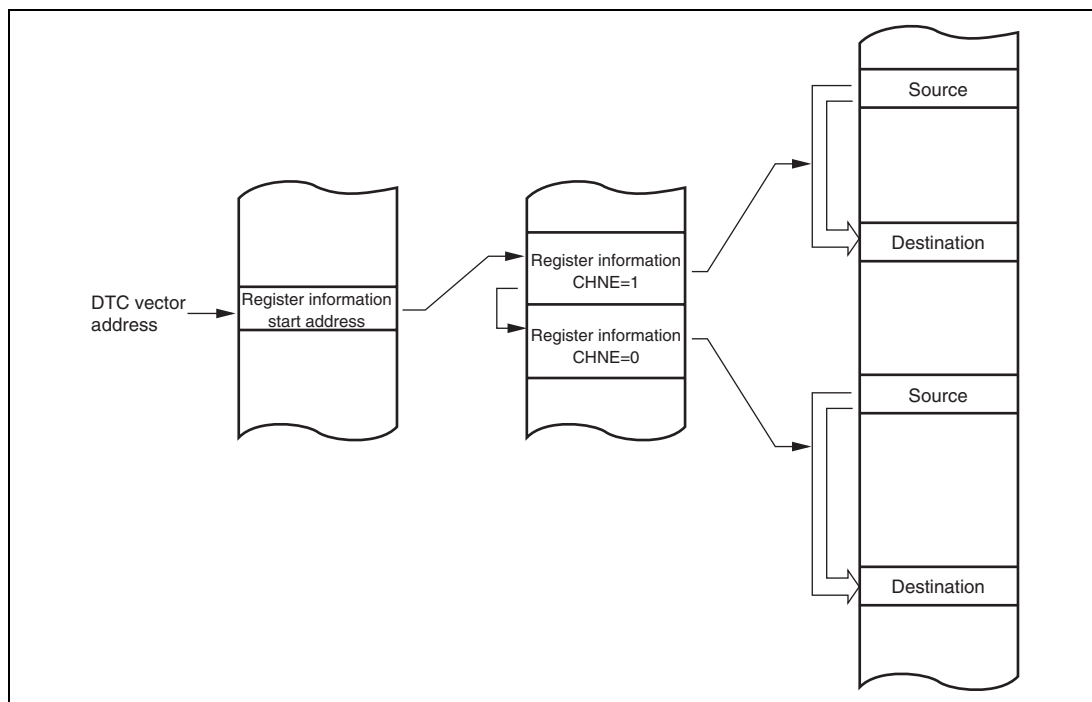 DTC vector
address
Register information
start address
Register information
CHNE=1
Register information
CHNE=0
Source
Destination
Source
Destination